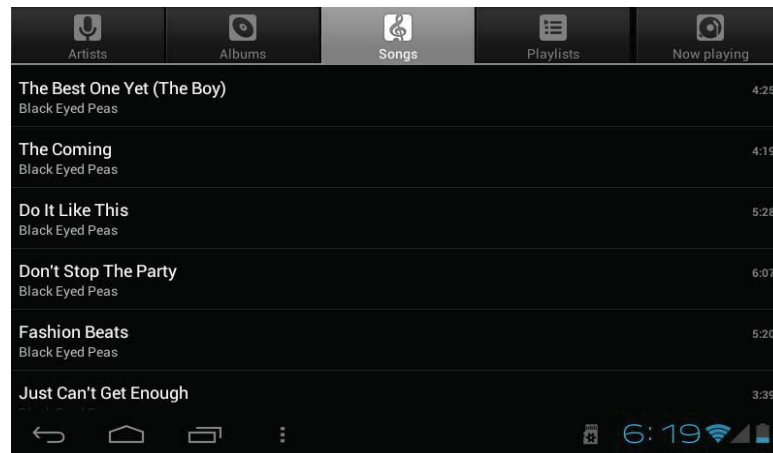 Artists
Albums
Songs
Playlists
Now playing
The Best One Yet (The Boy)
4:25
Black Eyed Peas
The Coming
4:19
Black Eyed Peas
Do It Like This
5:28
Black Eyed Peas
Don't Stop The Party
6:07
Black Eyed Peas
Fashion Beats
5:20
Black Eyed Peas
Just Can't Get Enough
3:39
6:19